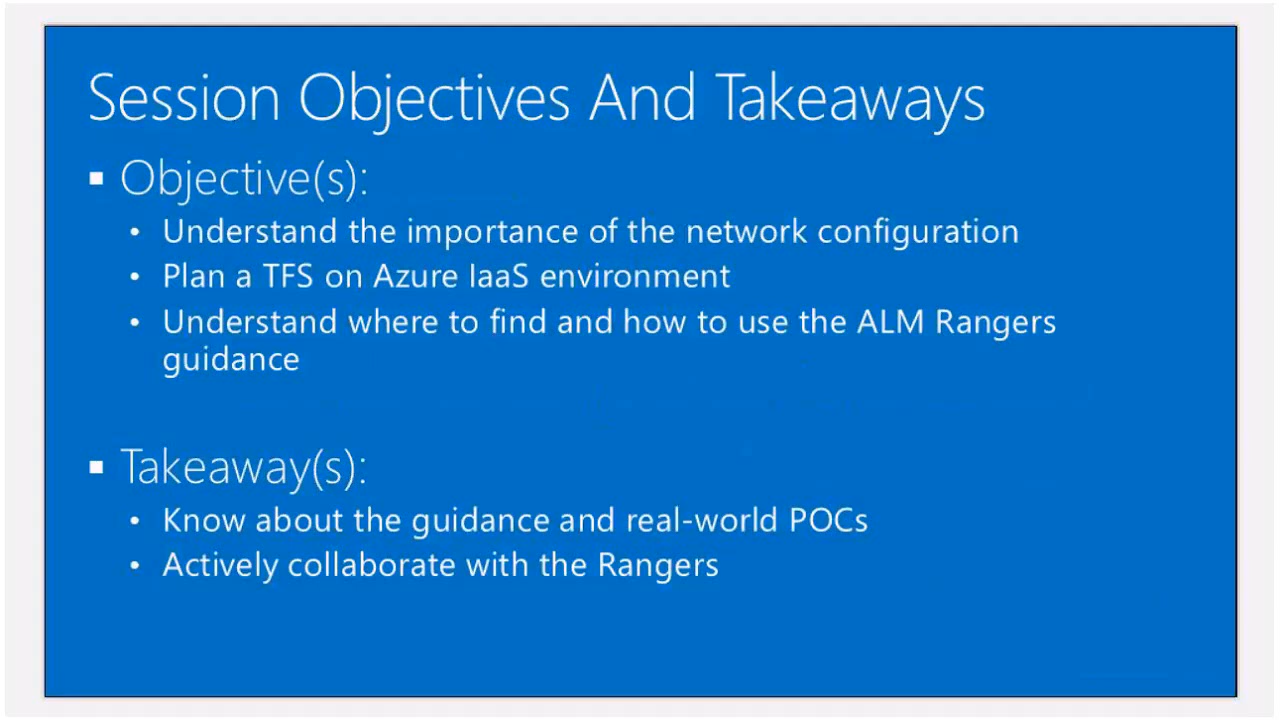 Session Objectives And Takeaways
▪ Objective(s):
• Understand the importance of the network configuration
• Plan a TFS on Azure IaaS environment
• Understand where to find and how to use the ALM Rangers
guidance
▪ Takeaway(s):
• Know about the guidance and real-world POCs
• Actively collaborate with the Rangers